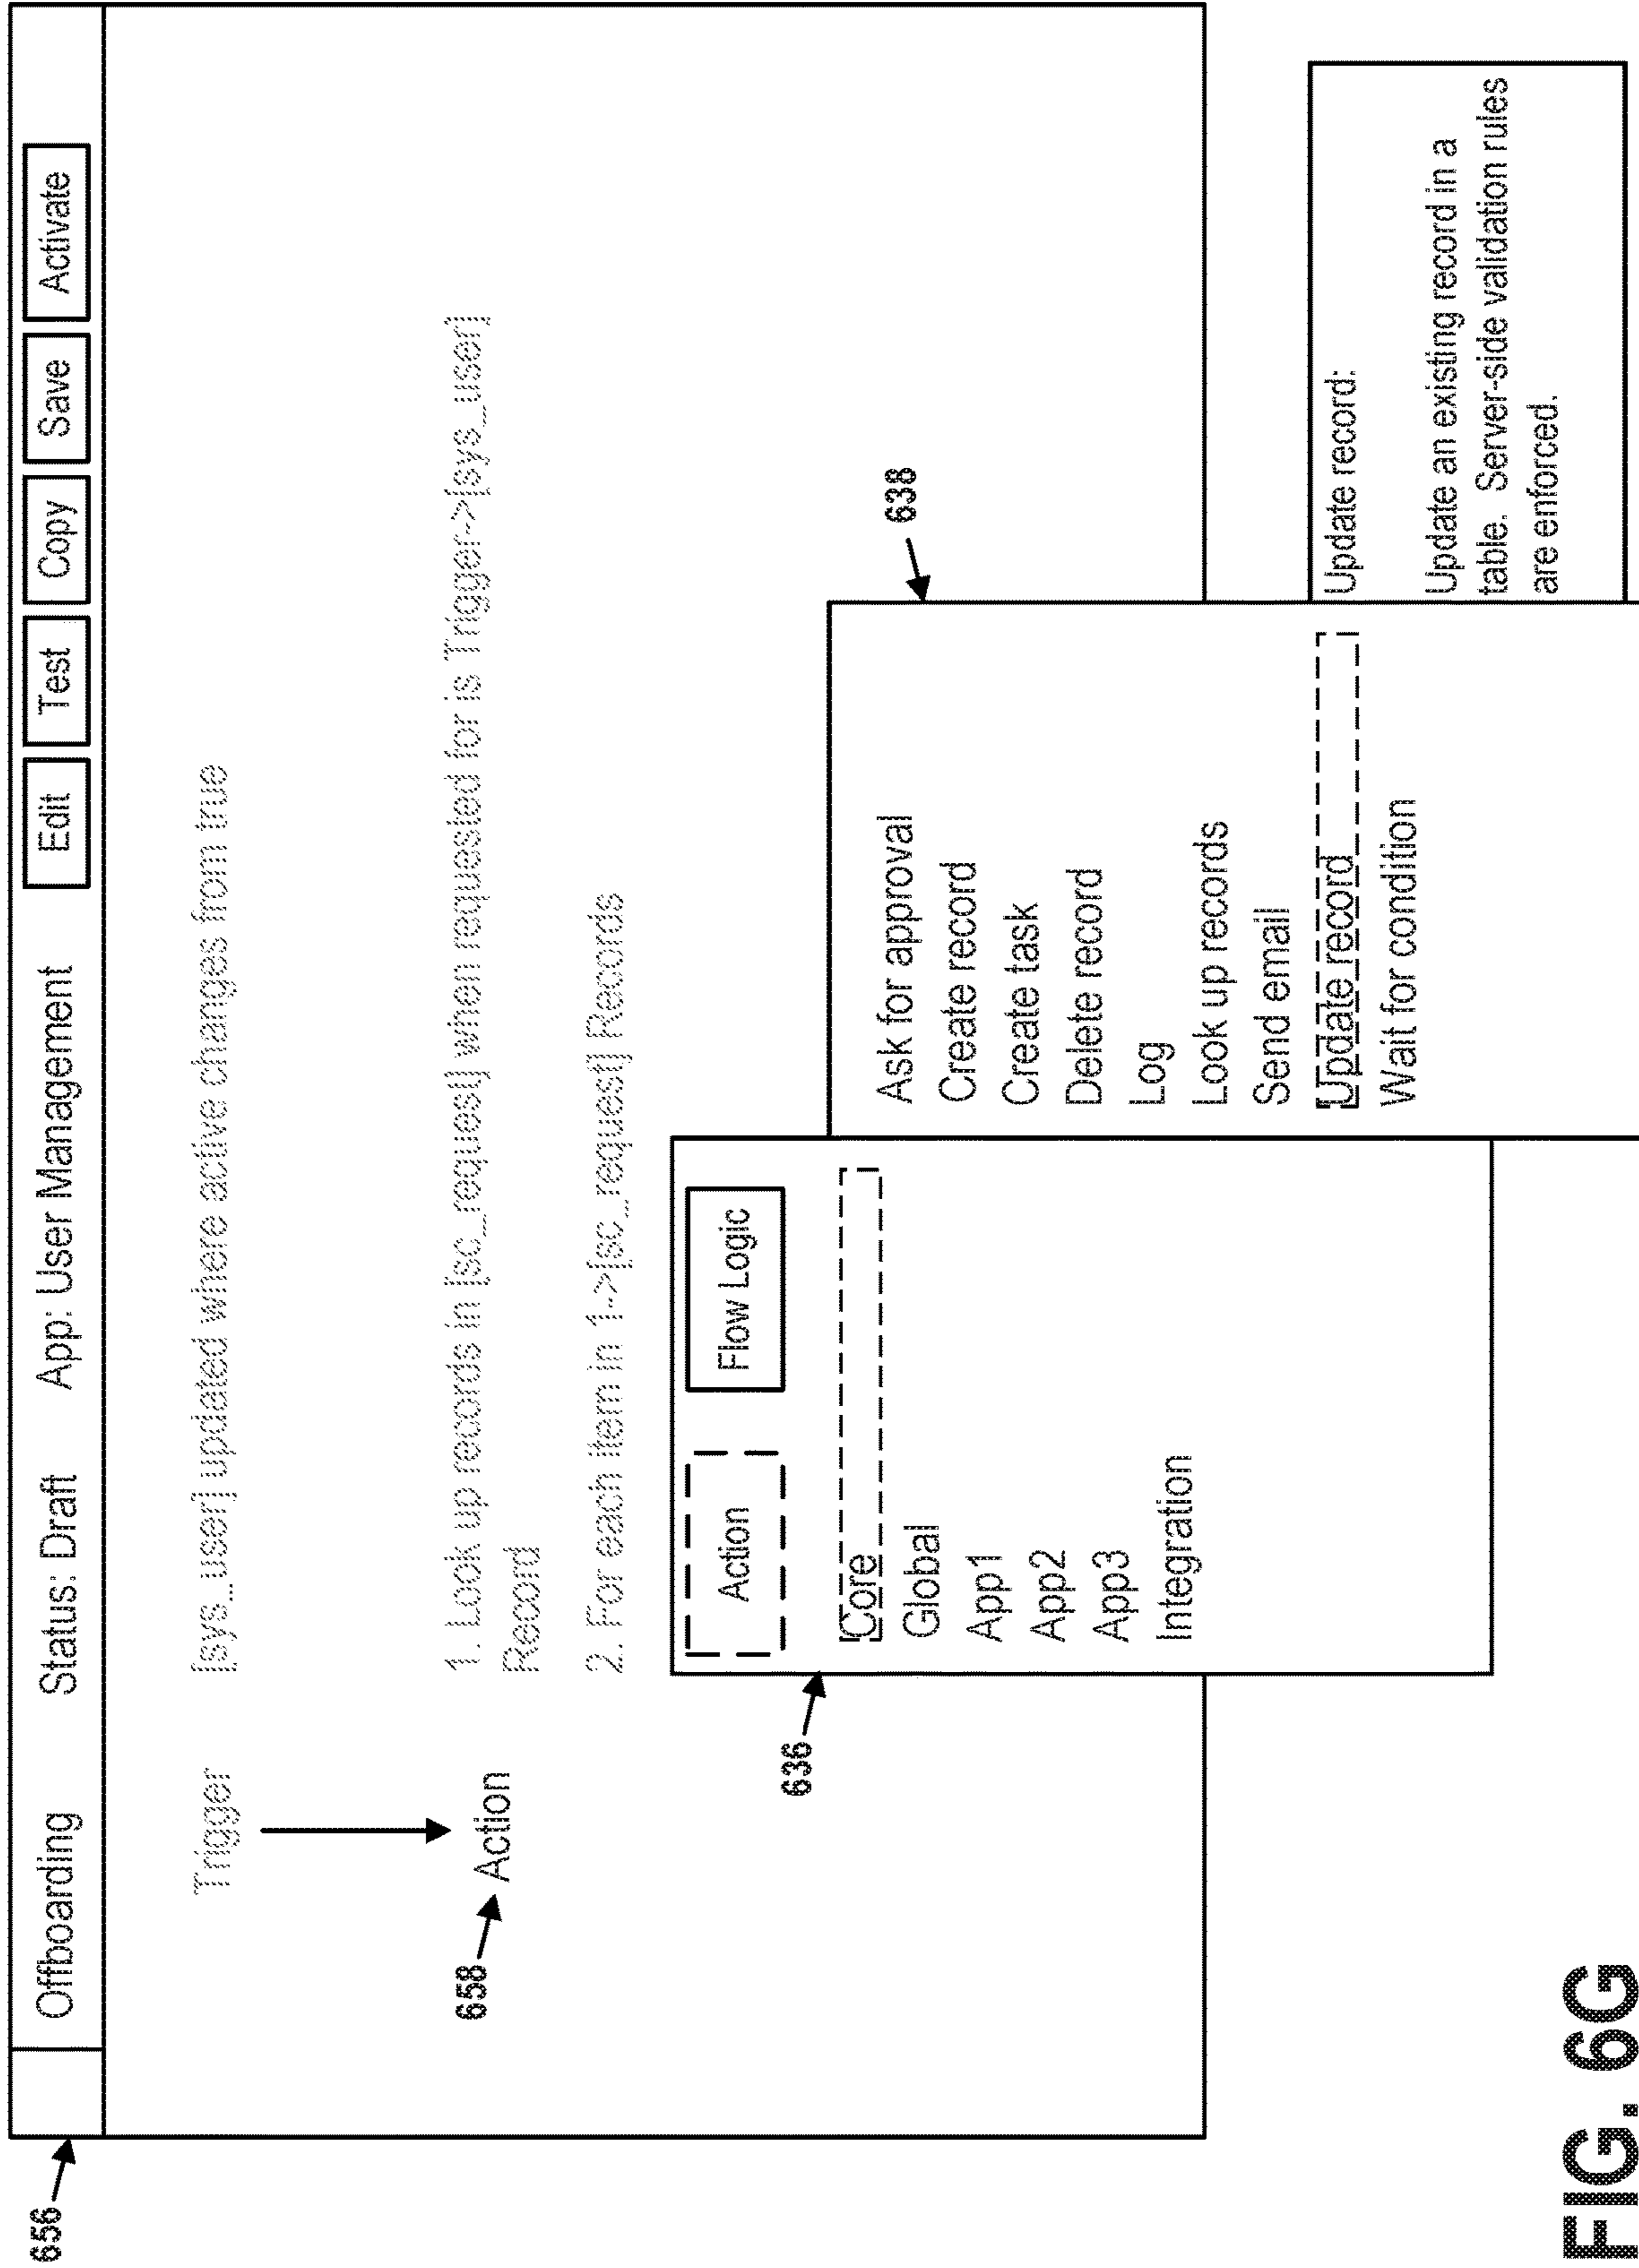 656
Offboarding Status: Draft App: User Management Edit Test Copy Save Activate
Trigger [sys_user] updated where active changes from true
658
Action
1. Look up records in [sc_request] when requested for is Trigger->[sys_user]
Record
2. For each item in 1->[sc_request] Records
636
Action Flow Logic
Core
Global
App1
App2
App3
Integration
638
Ask for approval
Create record
Create task
Delete record
Log
Look up records
Send email
Update record
Wait for condition
Update record:
Update an existing record in a
table. Server-side validation rules
are enforced.
FIG. 6G